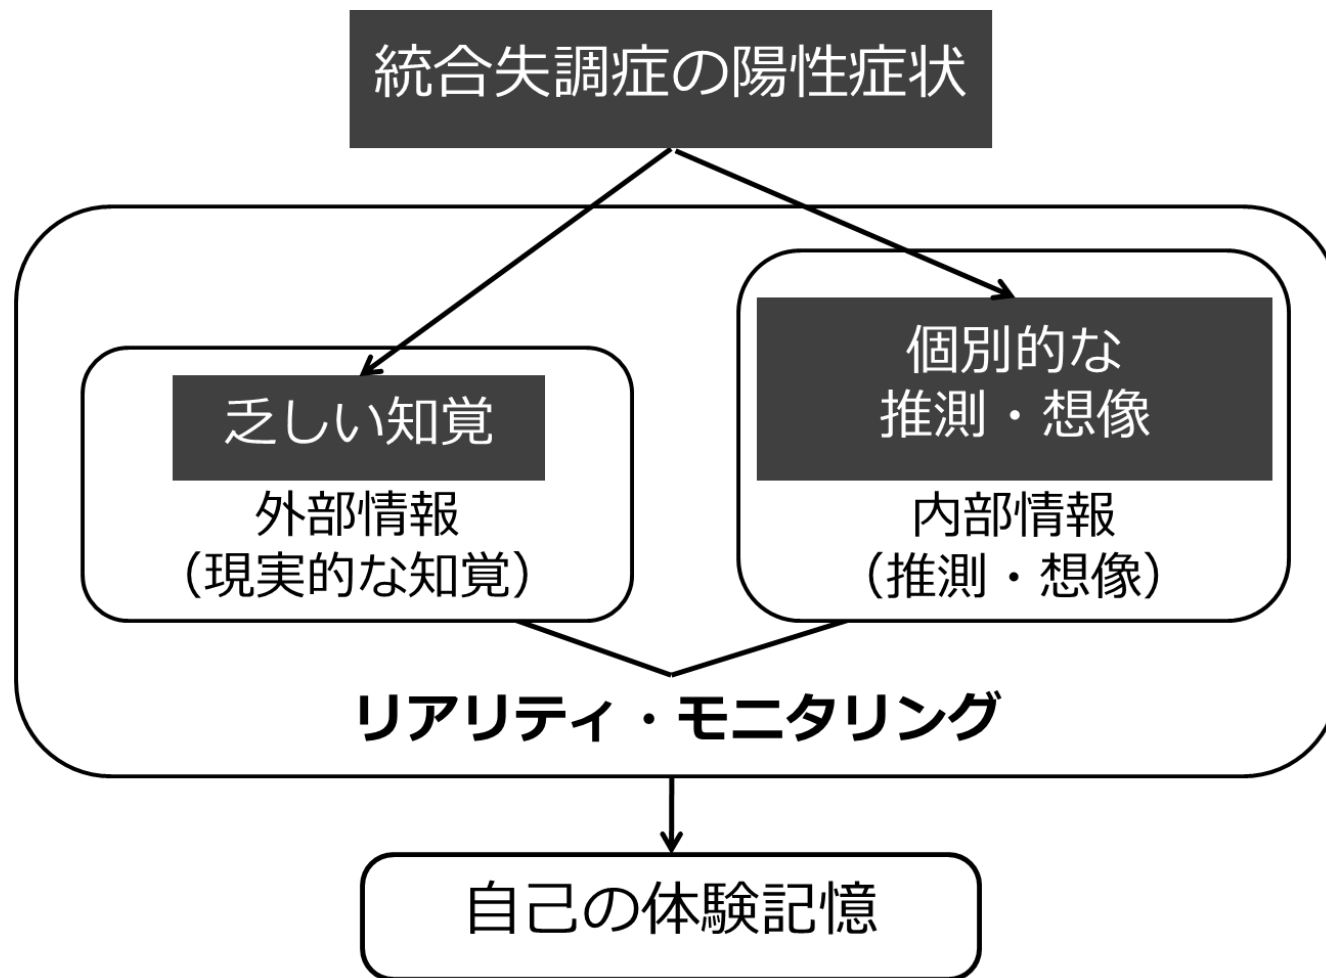 統合失調症の陽性症状
乏しい知覚
外部情報
（現実的な知覚）
個別的な
推測・想像
内部情報
（推測・想像）
リアリティ・モニタリング
自己の体験記憶